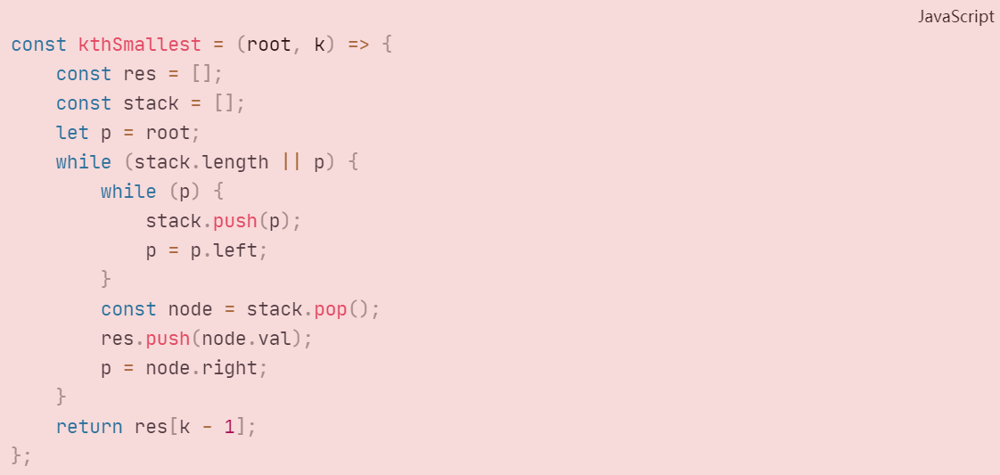 JavaScript
const kthSmallest = (root, k) => {
    const res = [];
    const stack = [];
    let p = root;
    while (stack.length || p) {
        while (p) {
            stack.push(p);
            p = p.left;
        }
        const node = stack.pop();
        res.push(node.val);
        p = node.right;
    }
    return res[k - 1];
};